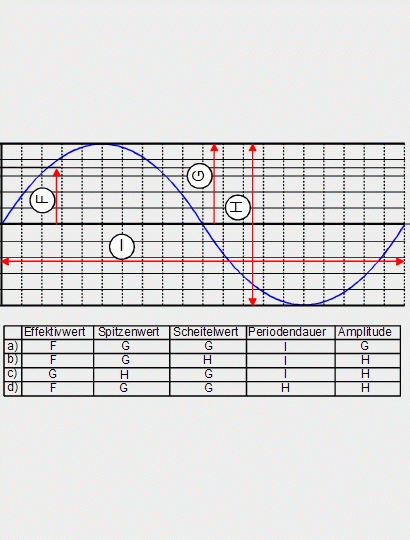 F
G
H
I
Effektivwert Spitzenwert Scheitelwert Periodendauer Amplitude
a) F G G I G
b) F G H I H
c) G H G I H
d) F G G H H